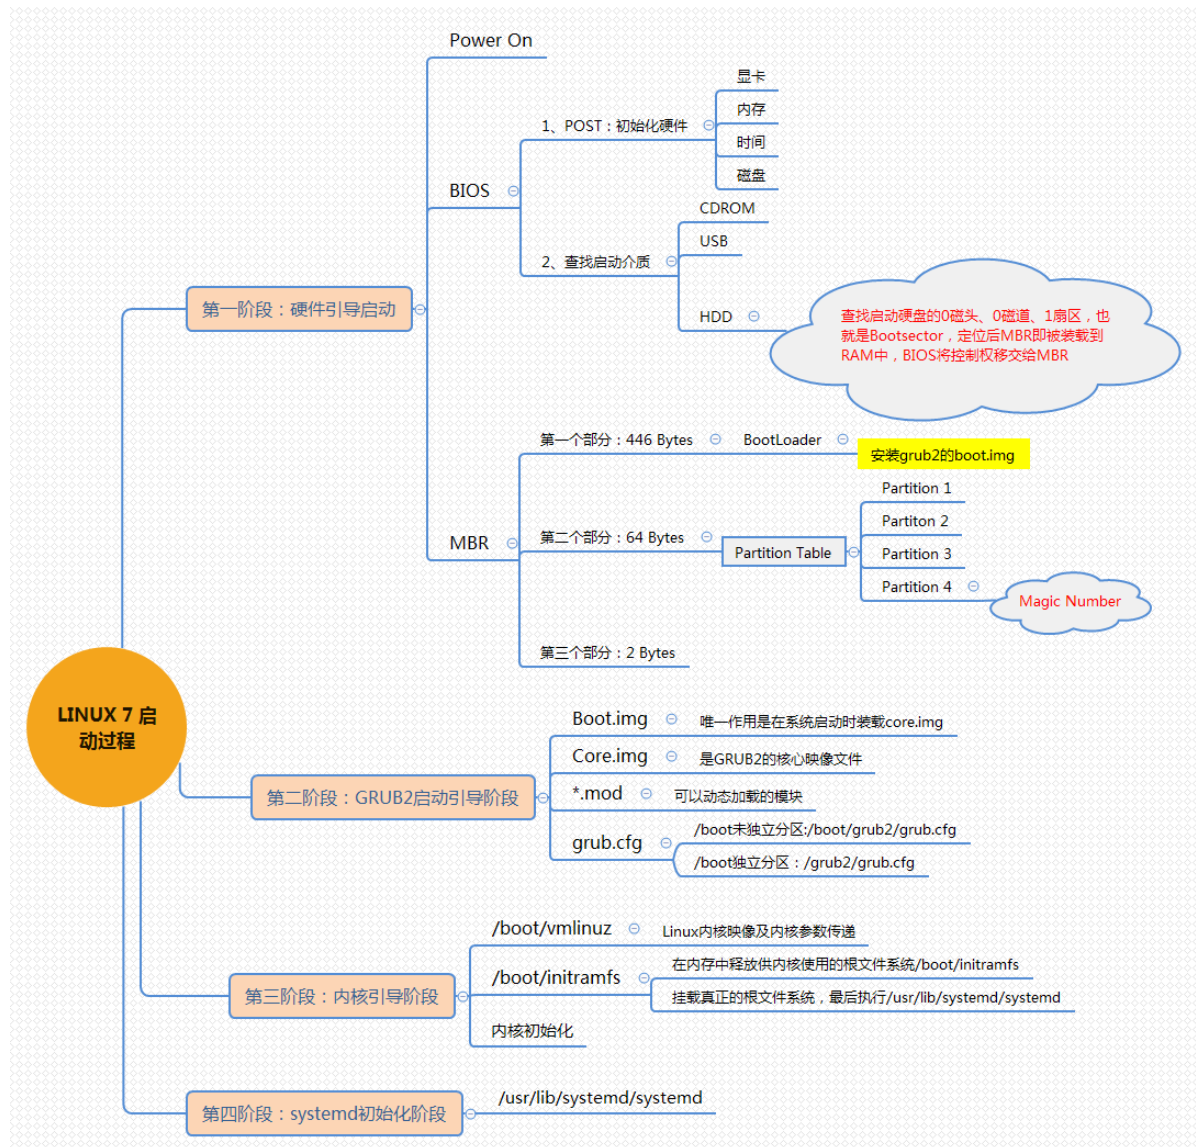 Power On
显卡
内存
1、POST：初始化硬件
时间
磁盘
BIOS
CDROM
USB
2、查找启动介质
HDD
查找启动硬盘的0磁头、0磁道、1扇区，也
就是Bootsector，定位后MBR即被装载到
RAM中，BIOS将控制权移交给MBR
第一阶段：硬件引导启动
第一个部分：446 Bytes
BootLoader
安装grub2的boot.img
Partition 1
Partiton 2
第二个部分：64 Bytes
Partition Table
Partition 3
Partition 4
Magic Number
MBR
第三个部分：2 Bytes
LINUX 7 启
动过程
Boot.img
唯一作用是在系统启动时装载core.img
Core.img
是GRUB2的核心映像文件
第二阶段：GRUB2启动引导阶段
*.mod
可以动态加载的模块
grub.cfg
/boot未独立分区:/boot/grub2/grub.cfg
/boot独立分区：/grub2/grub.cfg
/boot/vmlinuz
Linux内核映像及内核参数传递
/boot/initramfs
在内存中释放供内核使用的根文件系统/boot/initramfs
挂载真正的根文件系统，最后执行/usr/lib/systemd/systemd
第三阶段：内核引导阶段
内核初始化
第四阶段：systemd初始化阶段
/usr/lib/systemd/systemd